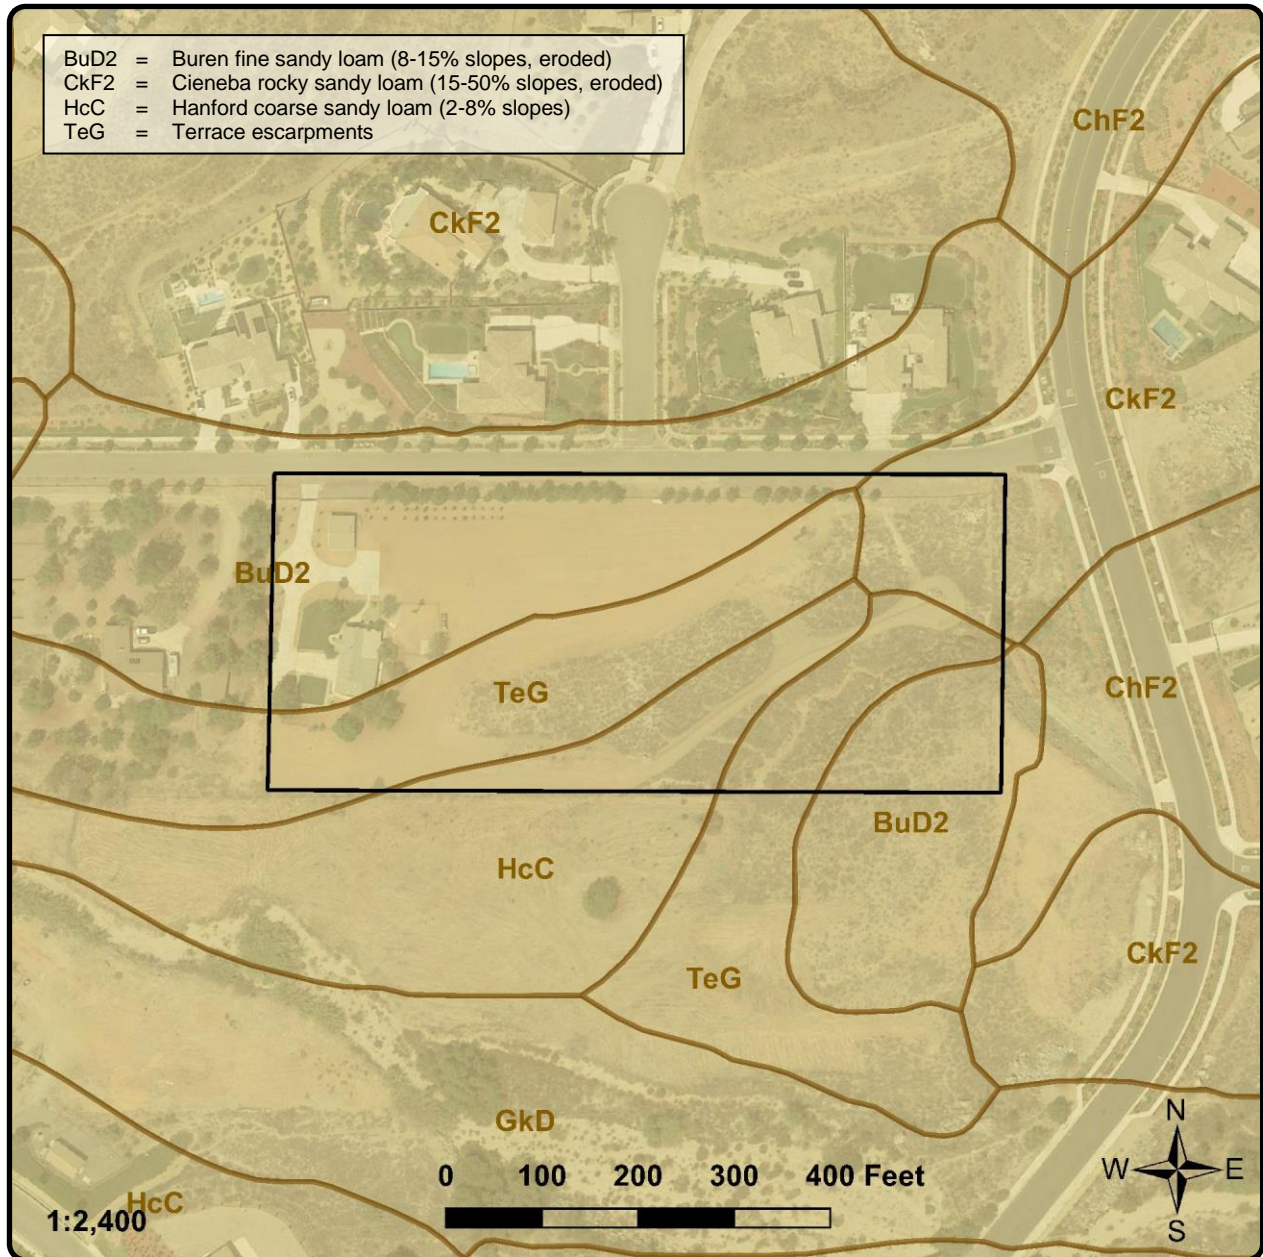 BuD2 = Buren fine sandy loam (8-15% slopes, eroded)
CkF2 = Cieneba rocky sandy loam (15-50% slopes, eroded)
HcC = Hanford coarse sandy loam (2-8% slopes)
TeG = Terrace escarpments
ChF2
CkF2
CkF2
BuD2
TeG
ChF2
BuD2
HcC
CkF2
TeG
GkD
N
W E
S
0 100 200 300 400 Feet
HcC
1:2,400